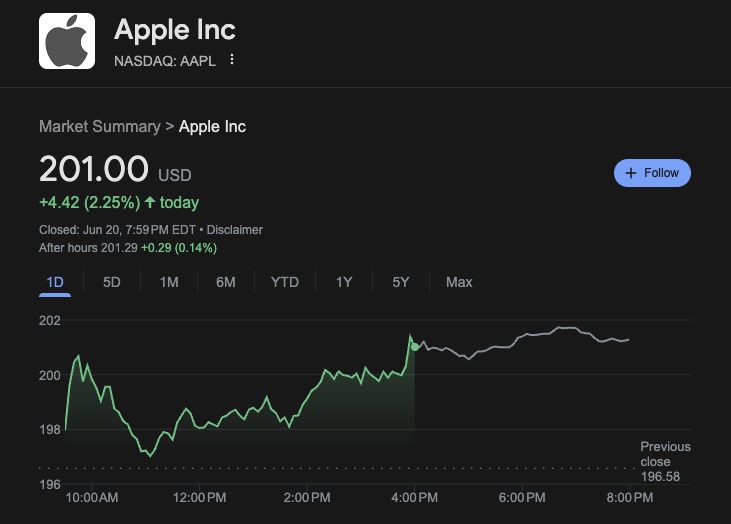 Apple Inc
NASDAQ: AAPL
Market Summary > Apple Inc
201.00 USD
+ Follow
+4.42 (2.25%) ↑ today
Closed: Jun 20, 7:59 PM EDT • Disclaimer
After hours 201.29 +0.29 (0.14%)
1D 5D 1M 6M YTD 1Y 5Y Max
202
200
198
196
Previous
close
196.58
10:00 AM 12:00 PM 2:00 PM 4:00 PM 6:00 PM 8:00 PM